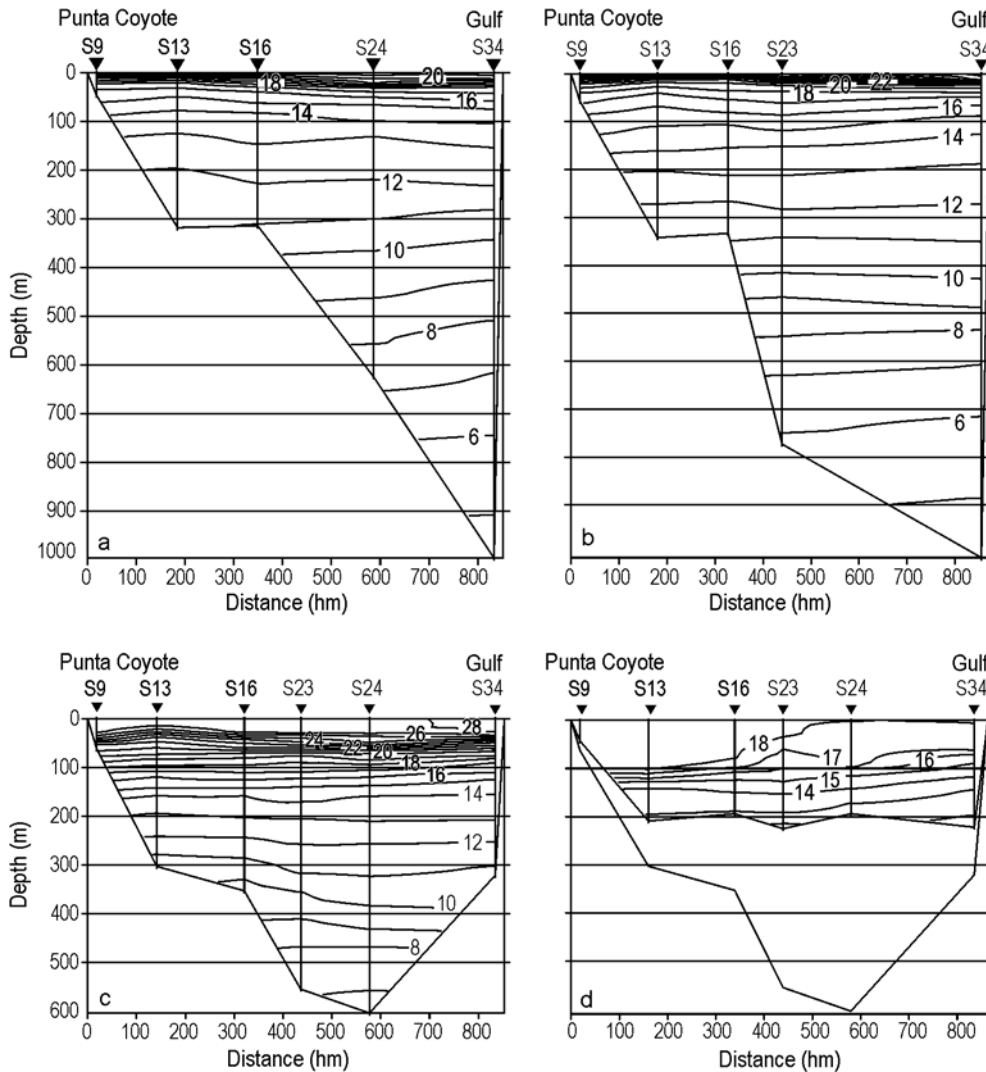 Punta Coyote Gulf
S9 S13 S16 S24 S34
0
20
18
16
14
100
200
12
300
10
400
500
8
600
700
6
800
900
1000
a
0 100 200 300 400 500 600 700 800
Distance (hm)
Depth (m)
Punta Coyote Gulf
S9 S13 S16 S23 S34
22
20
18
16
14
12
10
8
6
b
0 100 200 300 400 500 600 700 800
Distance (hm)
Punta Coyote Gulf
S9 S13 S16 S23 S24 S34
0
28
26
24
22
20
100
18
16
14
200
12
300
10
400
8
500
600
c
0 100 200 300 400 500 600 700 800
Distance (hm)
Depth (m)
Punta Coyote Gulf
S9 S13 S16 S23 S24 S34
18
17
16
15
14
d
0 100 200 300 400 500 600 700 800
Distance (hm)